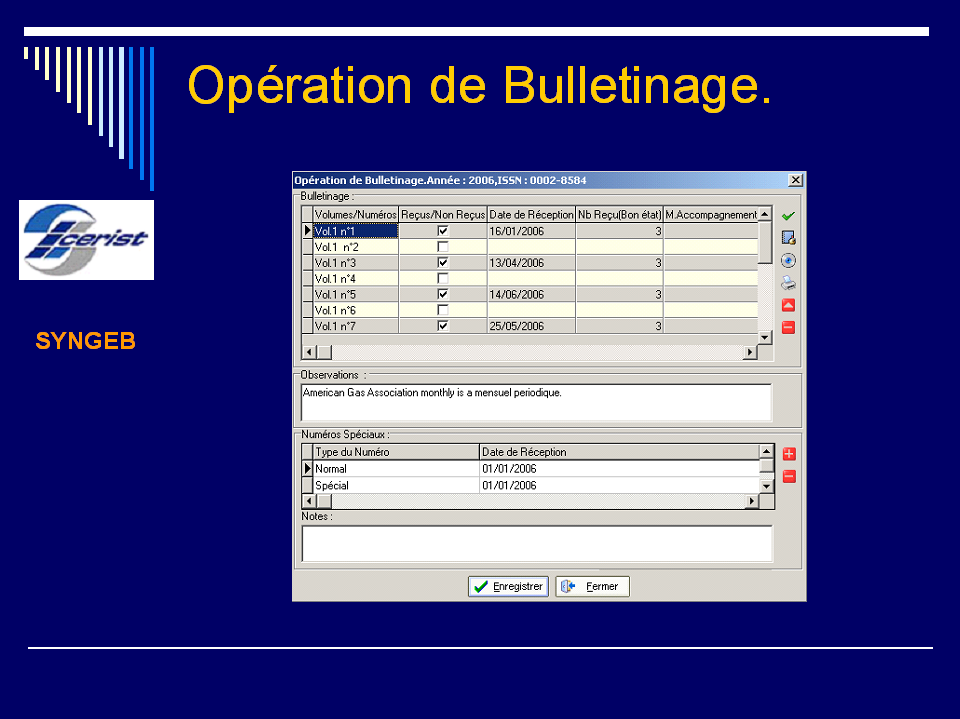 Opération de Bulletinage.
cerist
SYNGEB
Opération de Bulletinage.Année : 2006,ISSN : 0002-8584
Bulletinage :
Volumes/Numéros Reçus/Non Reçus Date de Réception Nb Reçu(Bon état) M.Accompagnement
Vol.1 n°1 16/01/2006 3
Vol.1 n°2
Vol.1 n°3 13/04/2006 3
Vol.1 n°4
Vol.1 n°5 14/06/2006 3
Vol.1 n°6
Vol.1 n°7 25/05/2006 3
Observations :
American Gas Association monthly is a mensuel periodique.
Numéros Spéciaux :
Type du Numéro Date de Réception
Normal 01/01/2006
Spécial 01/01/2006
Notes :
Enregistrer Fermer